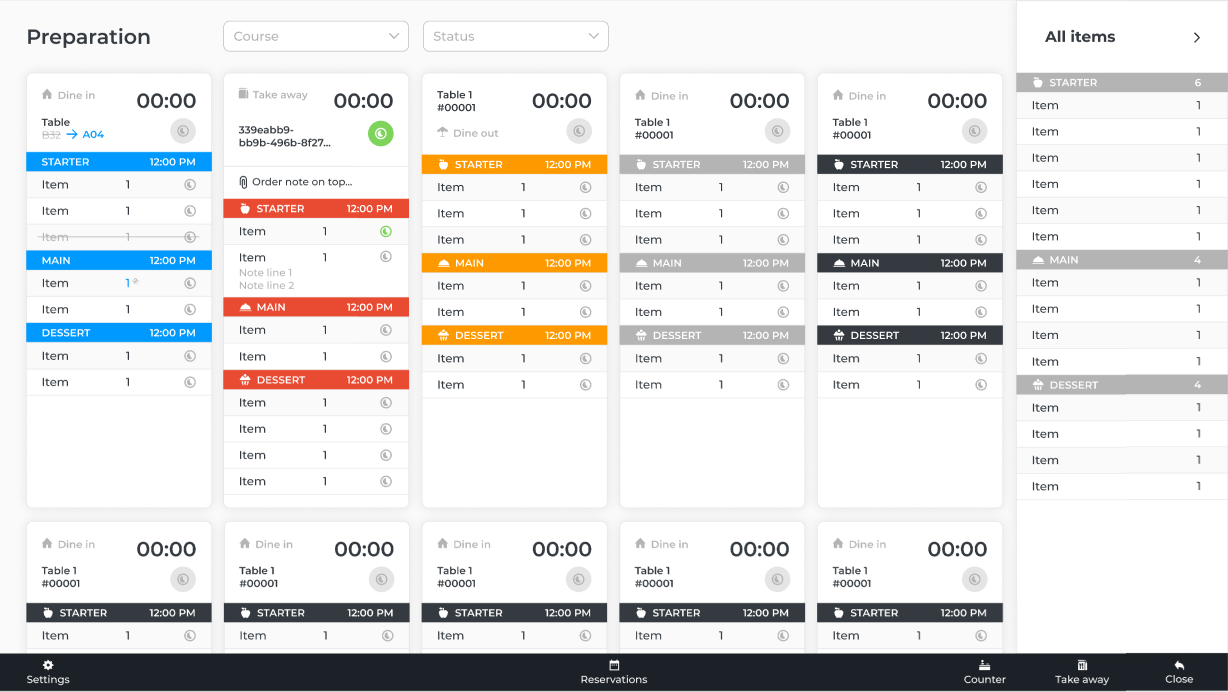 Preparation
Course
Status
All items
Dine in
00:00
Table
B32 → A04
STARTER 12:00 PM
Item 1
Item 1
Item 1
MAIN 12:00 PM
Item 1
Item 1
DESSERT 12:00 PM
Item 1
Item 1
Take away
00:00
339eabb9-
bb9b-496b-8f27...
Order note on top...
STARTER 12:00 PM
Item 1
Item 1
Note line 1
Note line 2
MAIN 12:00 PM
Item 1
Item 1
DESSERT 12:00 PM
Item 1
Item 1
Item 1
Item 1
Table 1
#00001
00:00
Dine out
STARTER 12:00 PM
Item 1
Item 1
Item 1
MAIN 12:00 PM
Item 1
Item 1
DESSERT 12:00 PM
Item 1
Item 1
Dine in
00:00
Table 1
#00001
STARTER 12:00 PM
Item 1
Item 1
Item 1
MAIN 12:00 PM
Item 1
Item 1
DESSERT 12:00 PM
Item 1
Item 1
Dine in
00:00
Table 1
#00001
STARTER 12:00 PM
Item 1
Item 1
Item 1
MAIN 12:00 PM
Item 1
Item 1
DESSERT 12:00 PM
Item 1
Item 1
Dine in
00:00
Table 1
#00001
STARTER 12:00 PM
Item 1
Dine in
00:00
Table 1
#00001
STARTER 12:00 PM
Item 1
Dine in
00:00
Table 1
#00001
STARTER 12:00 PM
Item 1
Dine in
00:00
Table 1
#00001
STARTER 12:00 PM
Item 1
Dine in
00:00
Table 1
#00001
STARTER 12:00 PM
Item 1
STARTER 6
Item 1
Item 1
Item 1
Item 1
Item 1
Item 1
MAIN 4
Item 1
Item 1
Item 1
Item 1
DESSERT 4
Item 1
Item 1
Item 1
Item 1
Settings
Reservations
Counter
Take away
Close